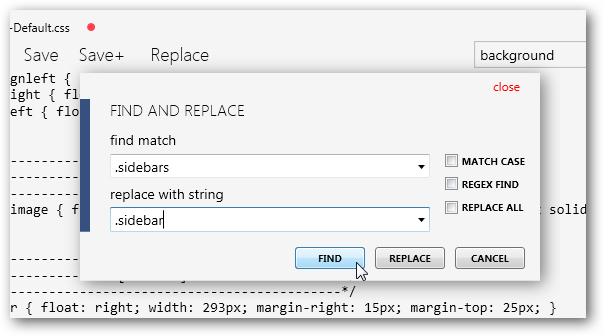 -Default.css
Save Save+ Replace background
gnleft {
ight { flo
eft { floa
close
FIND AND REPLACE
find match
.sidebars
MATCH CASE
REGEX FIND
replace with string
REPLACE ALL
image { f t solid
.sidebar
FIND REPLACE CANCEL
----------------------------------------*/
r { float: right; width: 293px; margin-right: 15px; margin-top: 25px; }